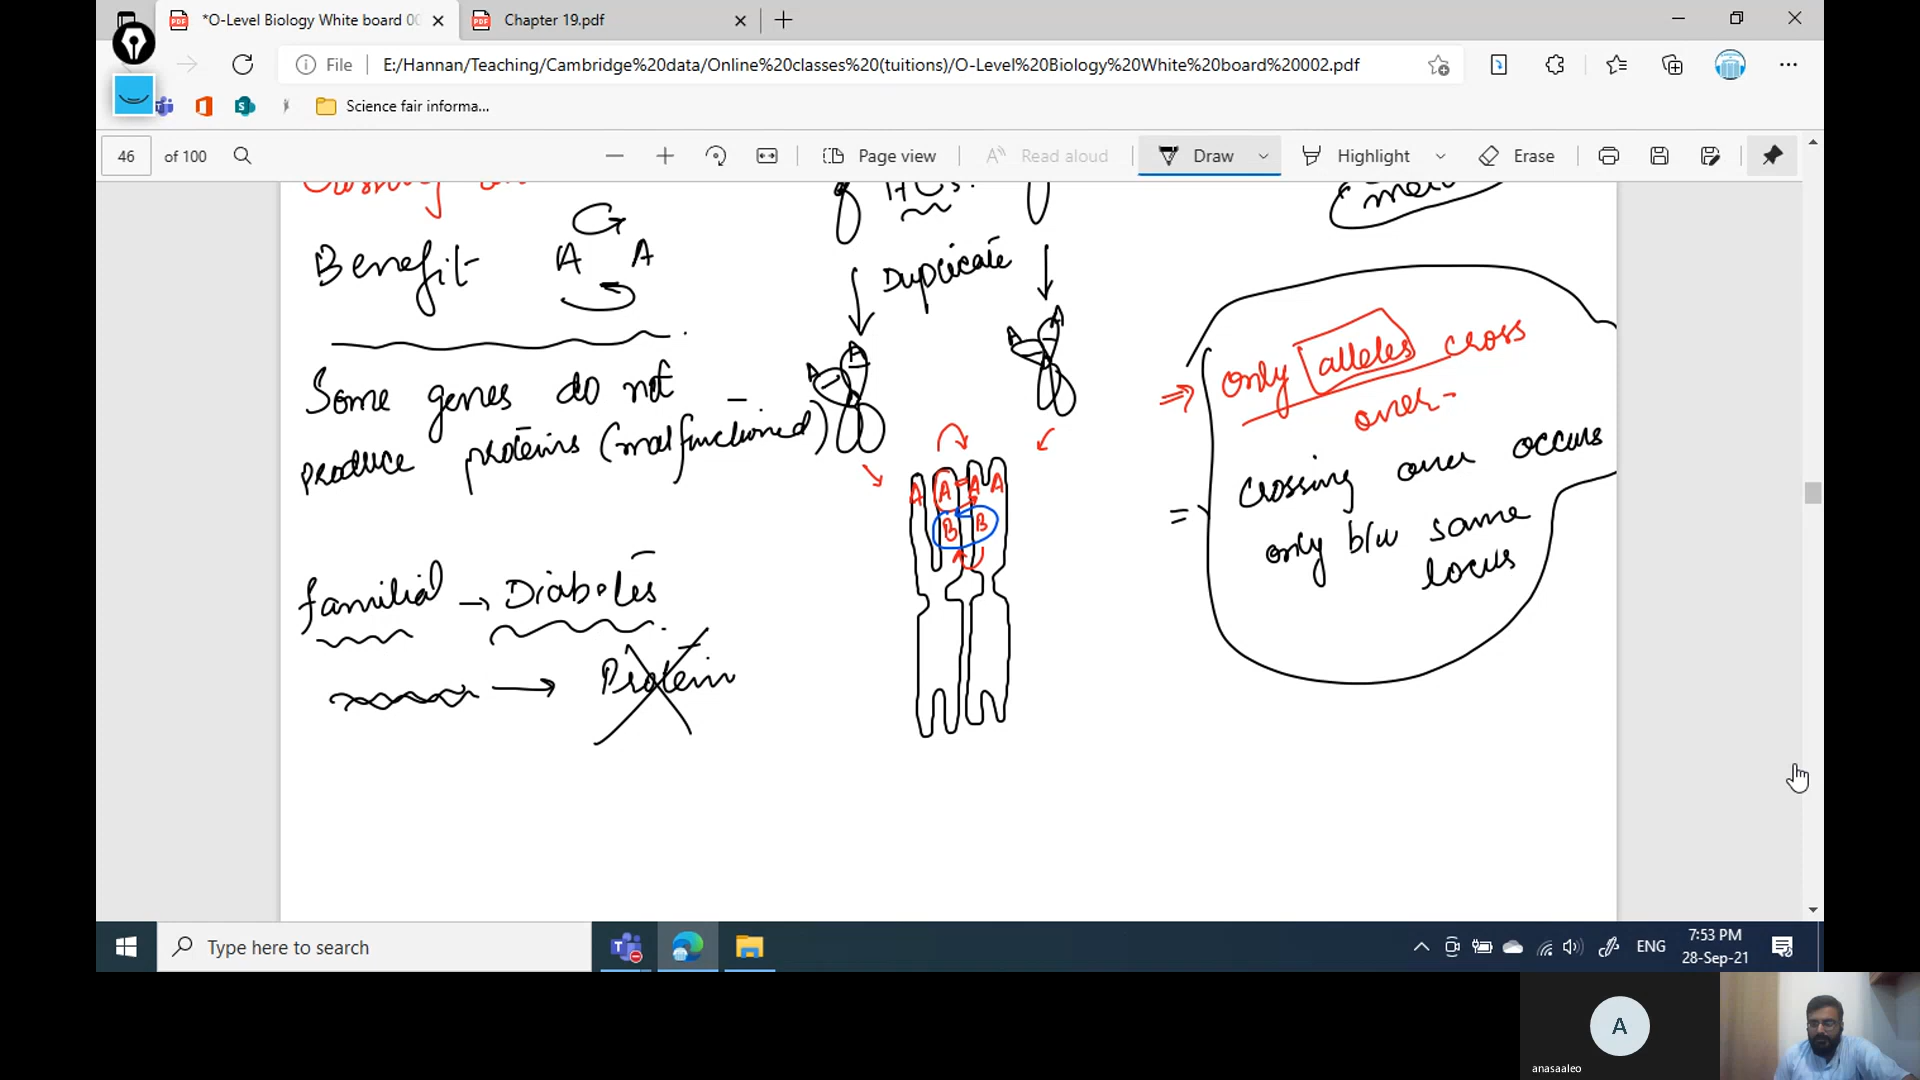 *O-Level Biology White board 00
Chapter 19.pdf
File
E:/Hannan/Teaching/Cambridge%20data/Online%20classes%20(tuitions)/O-Level%20Biology%20White%20board%20002.pdf
Science fair informa...
46 of 100
Page view
Read aloud
Draw
Highlight
Erase
Crossing
HCs.
Benefit
A A
Duplicate
A A
A A
Some genes do not
produce proteins (malfunctioned)
⇒ only alleles cross
over-
= crossing over occurs
only b/w same
locus
A A A A
B B
familial → Diabetes
→ Protein
Type here to search
ENG
7:53 PM
28-Sep-21
A
anasaaleo